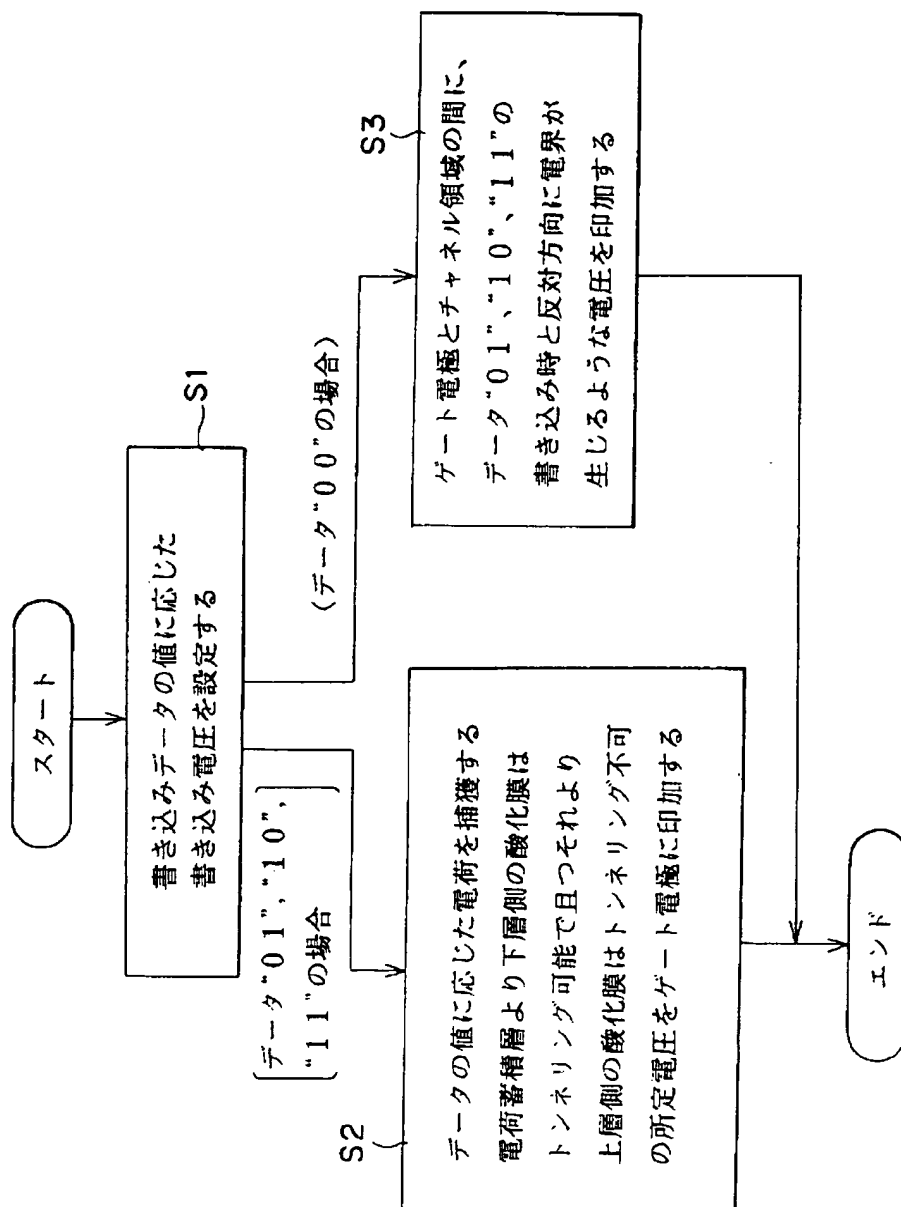 スタート
S1
書き込みデータの値に応じた
書き込み電圧を設定する
データ“01”,“10”,
“11”の場合
(データ“00”の場合)
S2
データの値に応じた電荷を捕獲する
電荷蓄積層より下層側の酸化膜は
トンネリング可能で且つそれより
上層側の酸化膜はトンネリング不可
の所定電圧をゲート電極に印加する
S3
ゲート電極とチャネル領域の間に、
データ“01”、“10”、“11”の
書き込み時と反対方向に電界が
生じるような電圧を印加する
エンド